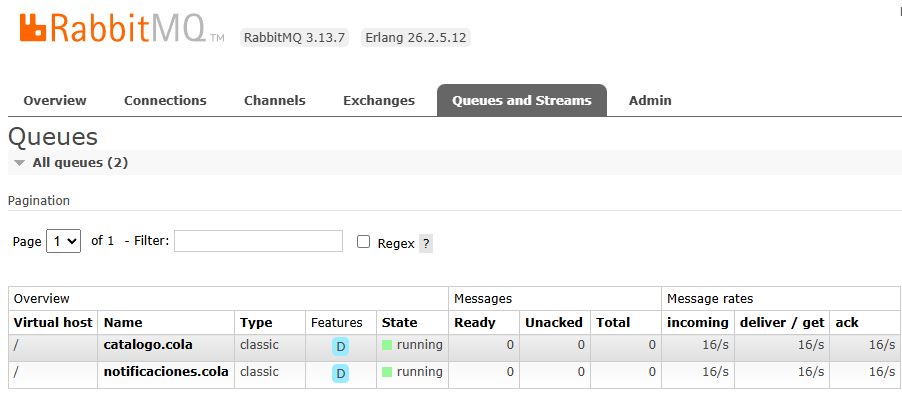 RabbitMQ TM RabbitMQ 3.13.7 Erlang 26.2.5.12
Overview Connections Channels Exchanges Queues and Streams Admin
Queues
All queues (2)
Pagination
Page 1 of 1 - Filter: Regex ?
Overview Messages Message rates
Virtual host Name Type Features State Ready Unacked Total incoming deliver / get ack
/ catalogo.cola classic D running 0 0 0 16/s 16/s 16/s
/ notificaciones.cola classic D running 0 0 0 16/s 16/s 16/s